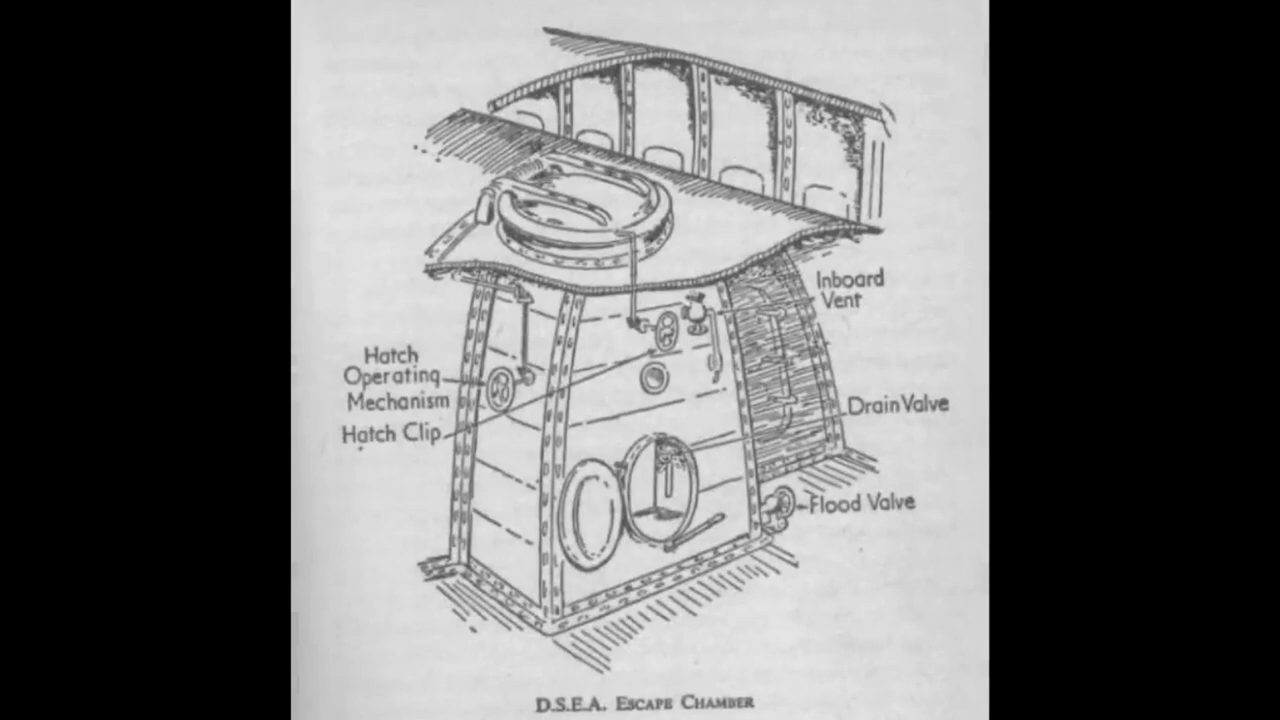 Inboard
Vent
Hatch
Operating
Mechanism
Hatch Clip
Drain Valve
Flood Valve
D.S.E.A. Escape Chamber